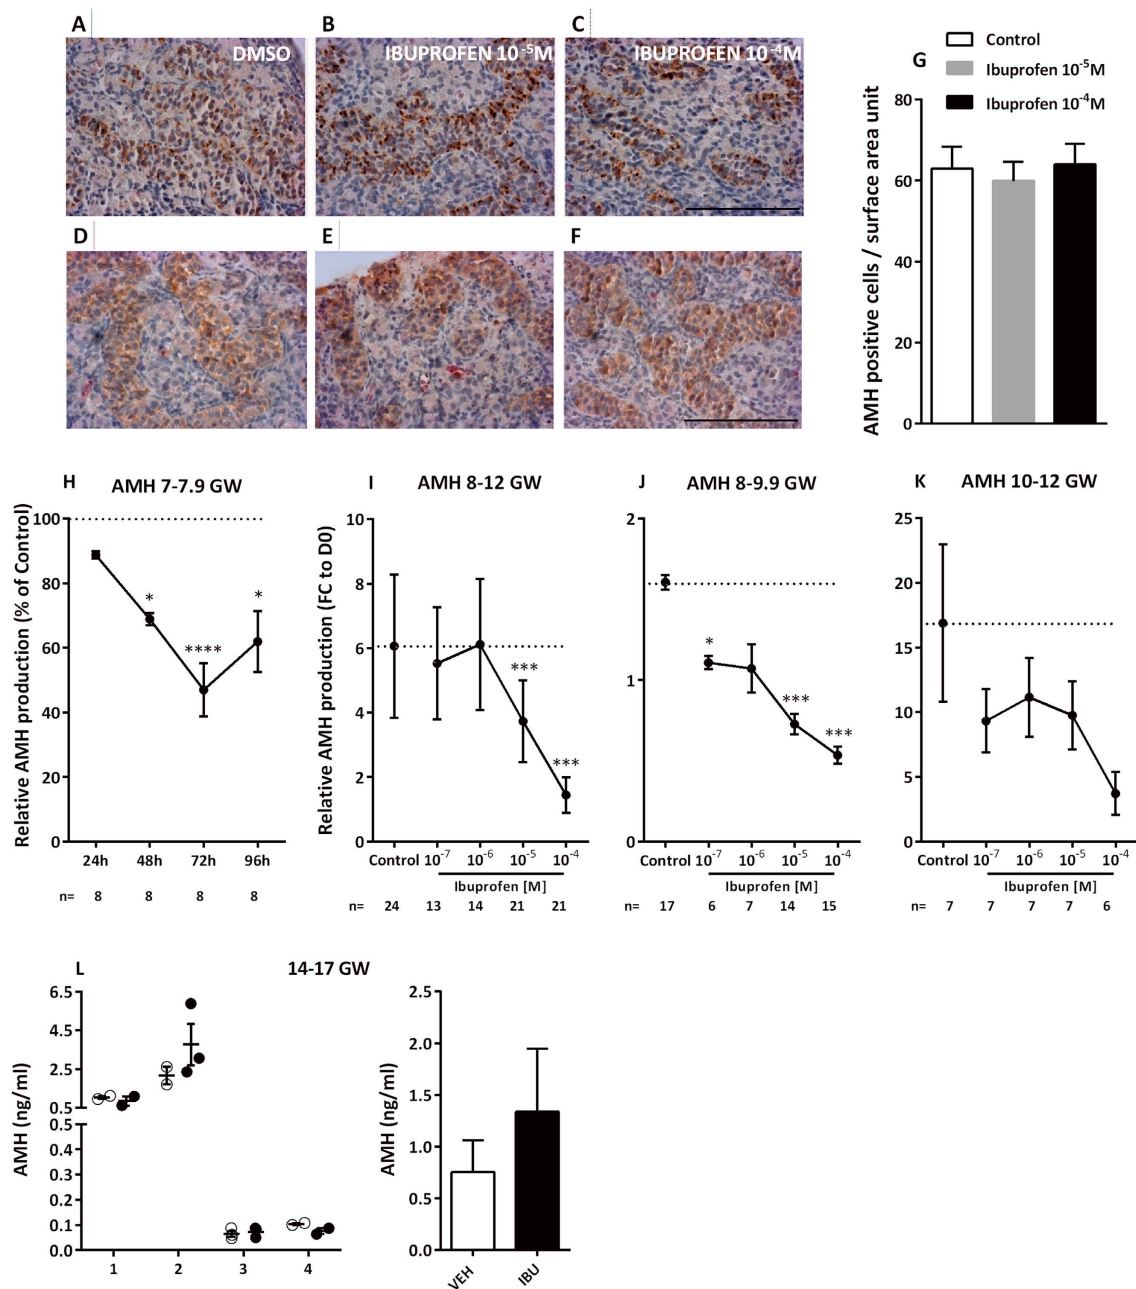 A
B
C
DMSO
IBUPROFEN 10⁻⁵M
IBUPROFEN 10⁻⁴M
D
E
F
G
Control
Ibuprofen 10⁻⁵M
Ibuprofen 10⁻⁴M
AMH positive cells / surface area unit
80
60
40
20
0
H
AMH 7-7.9 GW
Relative AMH production (% of Control)
100
80
60
40
20
0
*
****
*
24h 48h 72h 96h
n= 8 8 8 8
I
AMH 8-12 GW
Relative AMH production (FC to D0)
10
8
6
4
2
0
***
***
Control 10⁻⁷ 10⁻⁶ 10⁻⁵ 10⁻⁴
Ibuprofen [M]
n= 24 13 14 21 21
J
AMH 8-9.9 GW
2
1
0
*
***
***
Control 10⁻⁷ 10⁻⁶ 10⁻⁵ 10⁻⁴
Ibuprofen [M]
n= 17 6 7 14 15
K
AMH 10-12 GW
25
20
15
10
5
0
Control 10⁻⁷ 10⁻⁶ 10⁻⁵ 10⁻⁴
Ibuprofen [M]
n= 7 7 7 7 6
L
14-17 GW
AMH (ng/ml)
6.5
4.5
2.5
0.5
0.5
0.4
0.3
0.2
0.1
0.0
1 2 3 4
AMH (ng/ml)
2.5
2.0
1.5
1.0
0.5
0.0
VEH
IBU